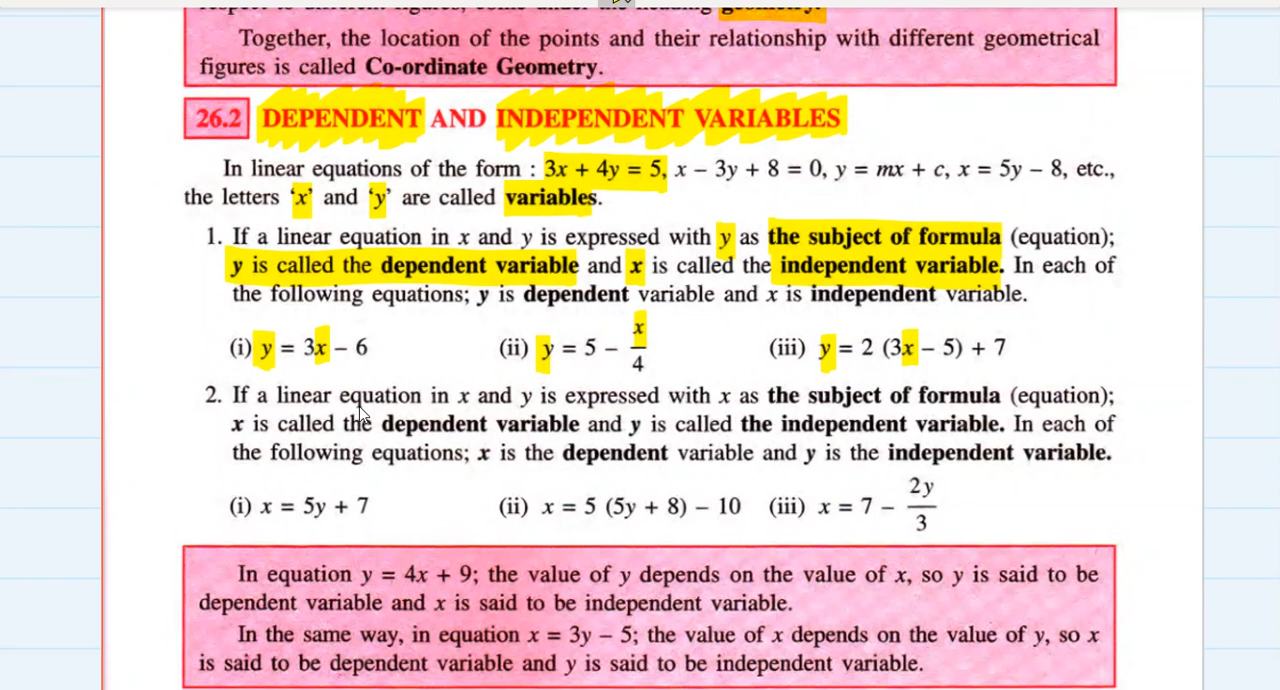 geometry.
Together, the location of the points and their relationship with different geometrical
figures is called Co-ordinate Geometry.
26.2 DEPENDENT AND INDEPENDENT VARIABLES
In linear equations of the form : 3x + 4y = 5, x – 3y + 8 = 0, y = mx + c, x = 5y – 8, etc.,
the letters ‘x’ and ‘y’ are called variables.
1. If a linear equation in x and y is expressed with y as the subject of formula (equation);
y is called the dependent variable and x is called the independent variable. In each of
the following equations; y is dependent variable and x is independent variable.
(i) y = 3x – 6 (ii) y = 5 – x/4 (iii) y = 2 (3x – 5) + 7
2. If a linear equation in x and y is expressed with x as the subject of formula (equation);
x is called the dependent variable and y is called the independent variable. In each of
the following equations; x is the dependent variable and y is the independent variable.
(i) x = 5y + 7 (ii) x = 5 (5y + 8) – 10 (iii) x = 7 – 2y/3
In equation y = 4x + 9; the value of y depends on the value of x, so y is said to be
dependent variable and x is said to be independent variable.
In the same way, in equation x = 3y – 5; the value of x depends on the value of y, so x
is said to be dependent variable and y is said to be independent variable.